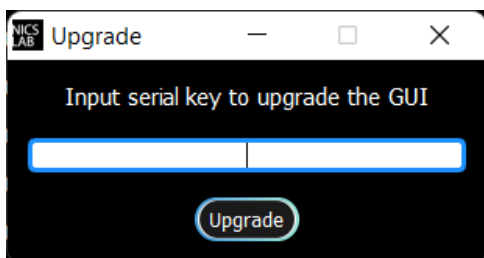 NICS
LAB
Upgrade
Input serial key to upgrade the GUI
Upgrade